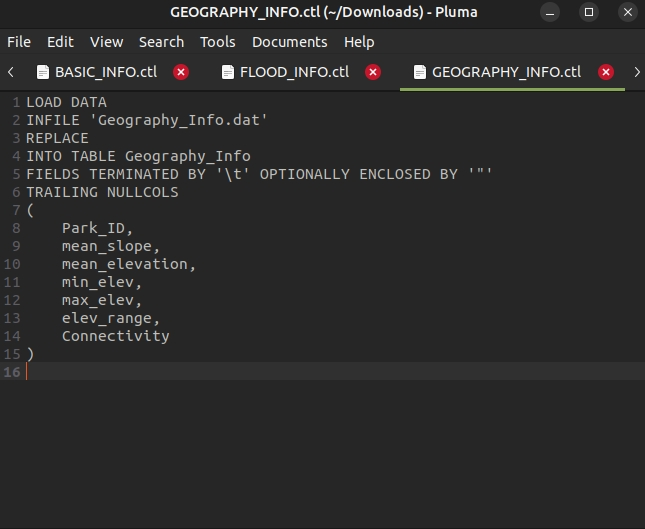 GEOGRAPHY_INFO.ctl (~/Downloads) - Pluma
File Edit View Search Tools Documents Help
BASIC_INFO.ctl FLOOD_INFO.ctl GEOGRAPHY_INFO.ctl
1 LOAD DATA
2 INFILE 'Geography_Info.dat'
3 REPLACE
4 INTO TABLE Geography_Info
5 FIELDS TERMINATED BY '\t' OPTIONALLY ENCLOSED BY '"'
6 TRAILING NULLCOLS
7 (
8     Park_ID,
9     mean_slope,
10     mean_elevation,
11     min_elev,
12     max_elev,
13     elev_range,
14     Connectivity
15 )
16